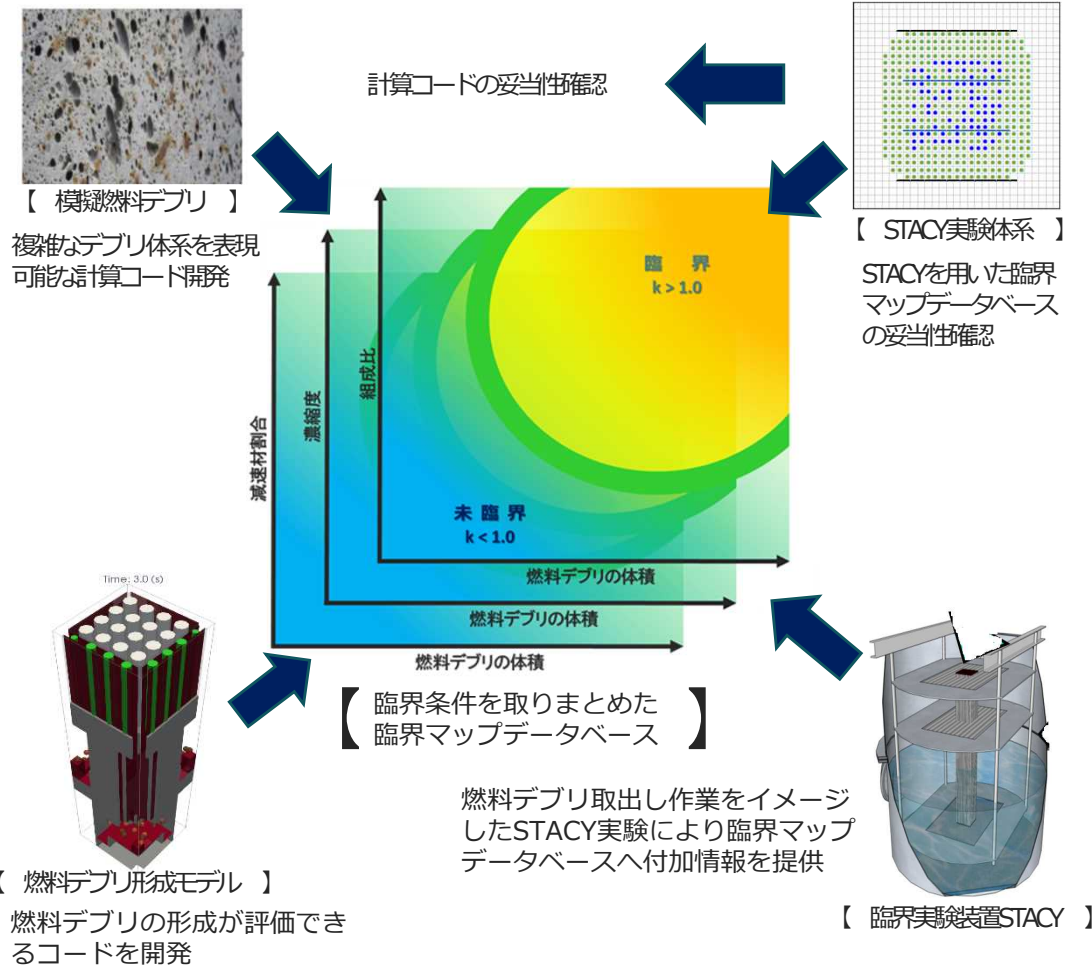 計算コードの妥当性確認
【 模擬燃料デブリ 】
複雑なデブリ体系を表現
可能な計算コード開発
【 STACY実験体系 】
STACYを用いた臨界
マップデータベース
の妥当性確認
臨 界
k > 1.0
組成比
濃縮度
減速材割合
未 臨 界
k < 1.0
燃料デブリの体積
燃料デブリの体積
燃料デブリの体積
【 臨界条件を取りまとめた
臨界マップデータベース 】
Time: 3.0 (s)
【 燃料デブリ形成モデル 】
燃料デブリの形成が評価でき
るコードを開発
燃料デブリ取出し作業をイメージ
したSTACY実験により臨界マップ
データベースへ付加情報を提供
【 臨界実験装置STACY 】